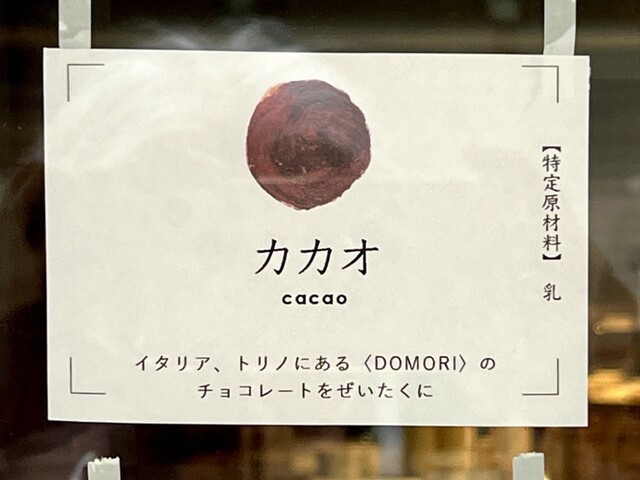 カカオ
cacao
イタリア、トリノにある〈DOMORI〉の
チョコレートをぜいたくに
【特定原材料】 乳